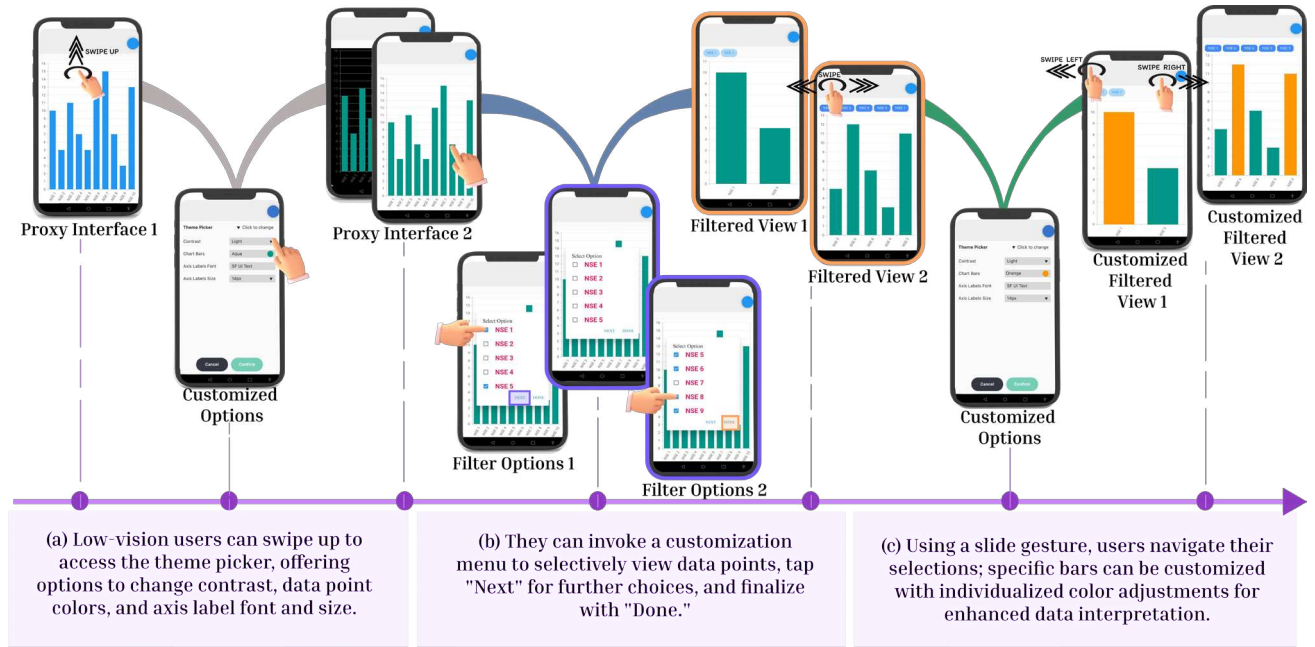 SWIPE UP
Proxy Interface 1
Theme Picker
Click to change
Contrast
Light
Chart Bars
Aqua
Axis Labels Font
SF UI Text
Axis Labels Size
14px
Cancel
Confirm
Customized
Options
Proxy Interface 2
Select Option
NSE 1
NSE 2
NSE 3
NSE 4
NSE 5
NEXT
DONE
Filter Options 1
Select Option
NSE 1
NSE 2
NSE 3
NSE 4
NSE 5
Select Option
NSE 5
NSE 6
NSE 7
NSE 8
NSE 9
NEXT
DONE
Filter Options 2
Filtered View 1
SWIPE
Filtered View 2
Theme Picker
Click to change
Contrast
Light
Chart Bars
Orange
Axis Labels Font
SF UI Text
Axis Labels Size
14px
Cancel
Confirm
Customized
Options
SWIPE LEFT
SWIPE RIGHT
Customized
Filtered
View 1
Customized
Filtered
View 2
(a) Low-vision users can swipe up to
access the theme picker, offering
options to change contrast, data point
colors, and axis label font and size.
(b) They can invoke a customization
menu to selectively view data points, tap
"Next" for further choices, and finalize
with "Done."
(c) Using a slide gesture, users navigate their
selections; specific bars can be customized
with individualized color adjustments for
enhanced data interpretation.